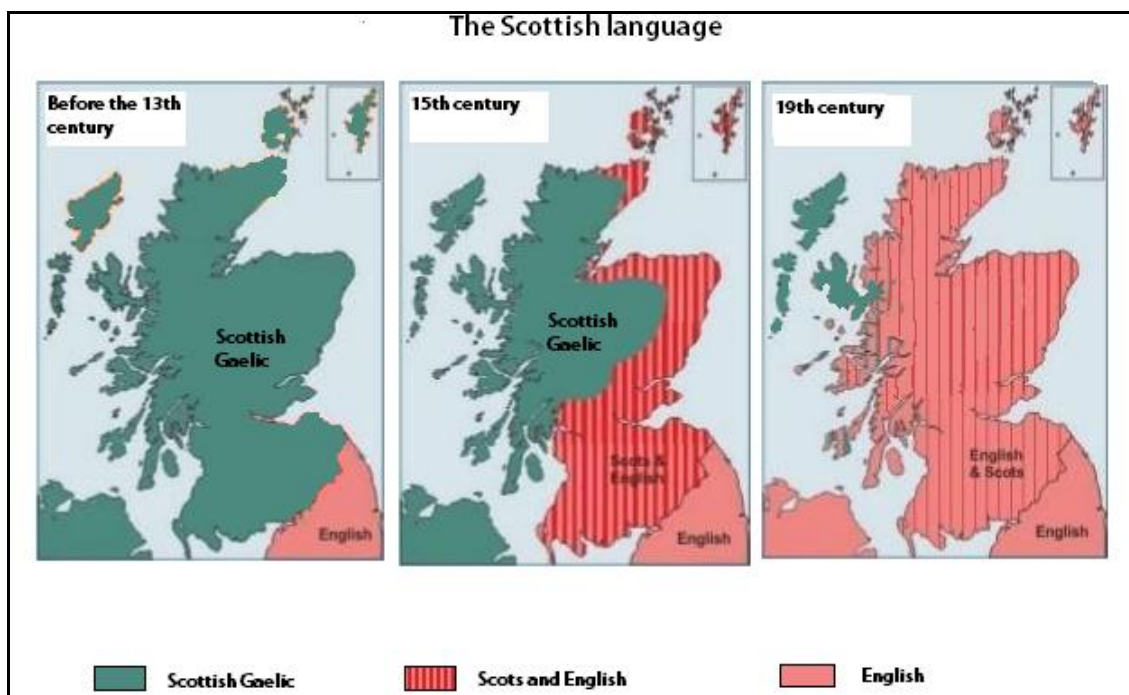 The Scottish language
Before the 13th
century
15th century
19th century
Scottish
Gaelic
English
Scottish
Gaelic
Scots &
English
English
English
& Scots
English
Scottish Gaelic
Scots and English
English